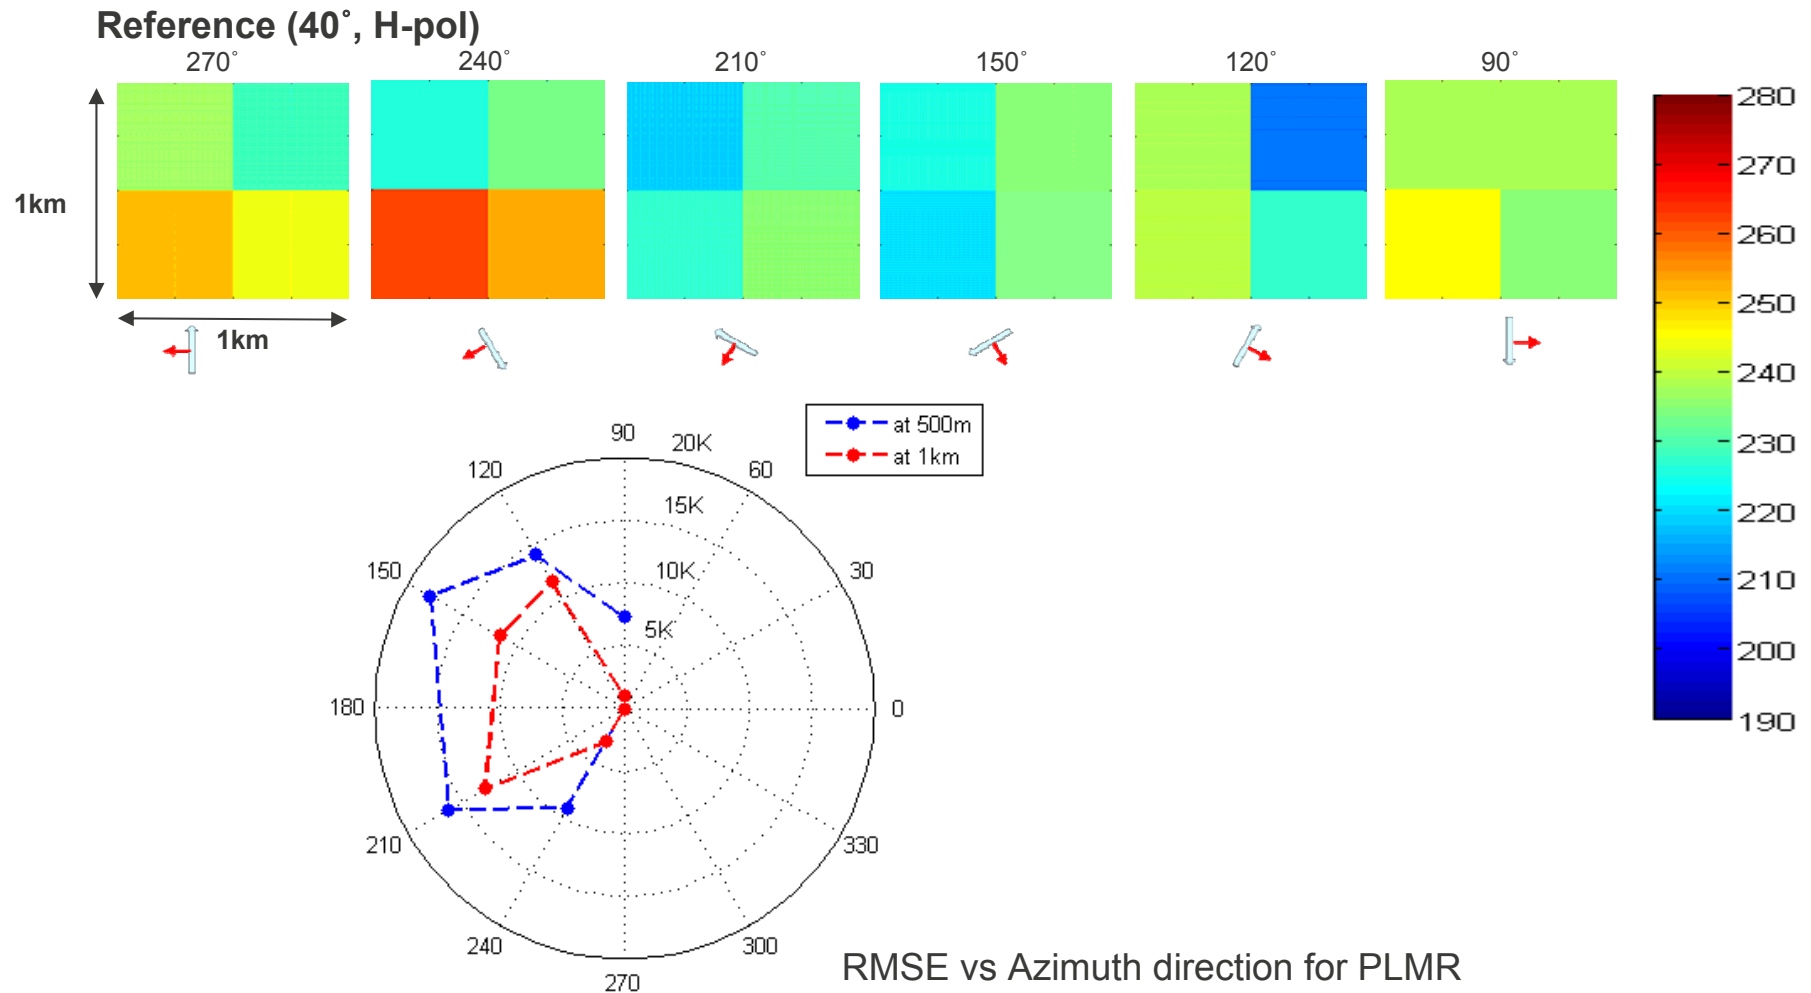 Reference (40˚, H-pol)
270˚ 240˚ 210˚ 150˚ 120˚ 90˚
1km
1km
280
270
260
250
240
230
220
210
200
190
at 500m
at 1km
90
20K
120
60
15K
150
10K
30
5K
180
0
210
330
240
300
270
RMSE vs Azimuth direction for PLMR